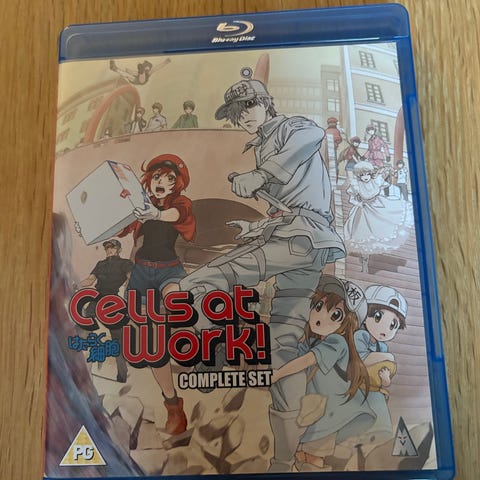 Blu-ray Disc
Cells at
はたらく
細胞
Work!
COMPLETE SET
PG